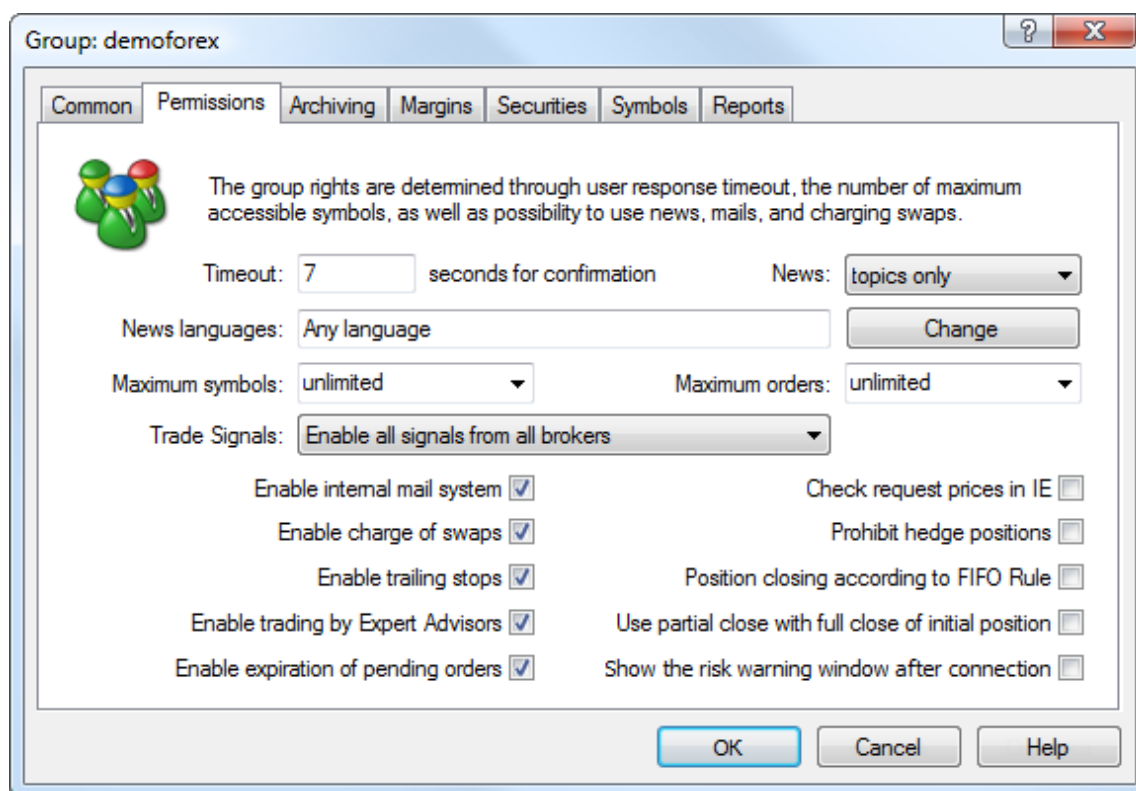 Group: demoforex
Common Permissions Archiving Margins Securities Symbols Reports
The group rights are determined through user response timeout, the number of maximum
accessible symbols, as well as possibility to use news, mails, and charging swaps.
Timeout: 7 seconds for confirmation News: topics only
News languages: Any language Change
Maximum symbols: unlimited Maximum orders: unlimited
Trade Signals: Enable all signals from all brokers
Enable internal mail system Check request prices in IE
Enable charge of swaps Prohibit hedge positions
Enable trailing stops Position closing according to FIFO Rule
Enable trading by Expert Advisors Use partial close with full close of initial position
Enable expiration of pending orders Show the risk warning window after connection
OK Cancel Help